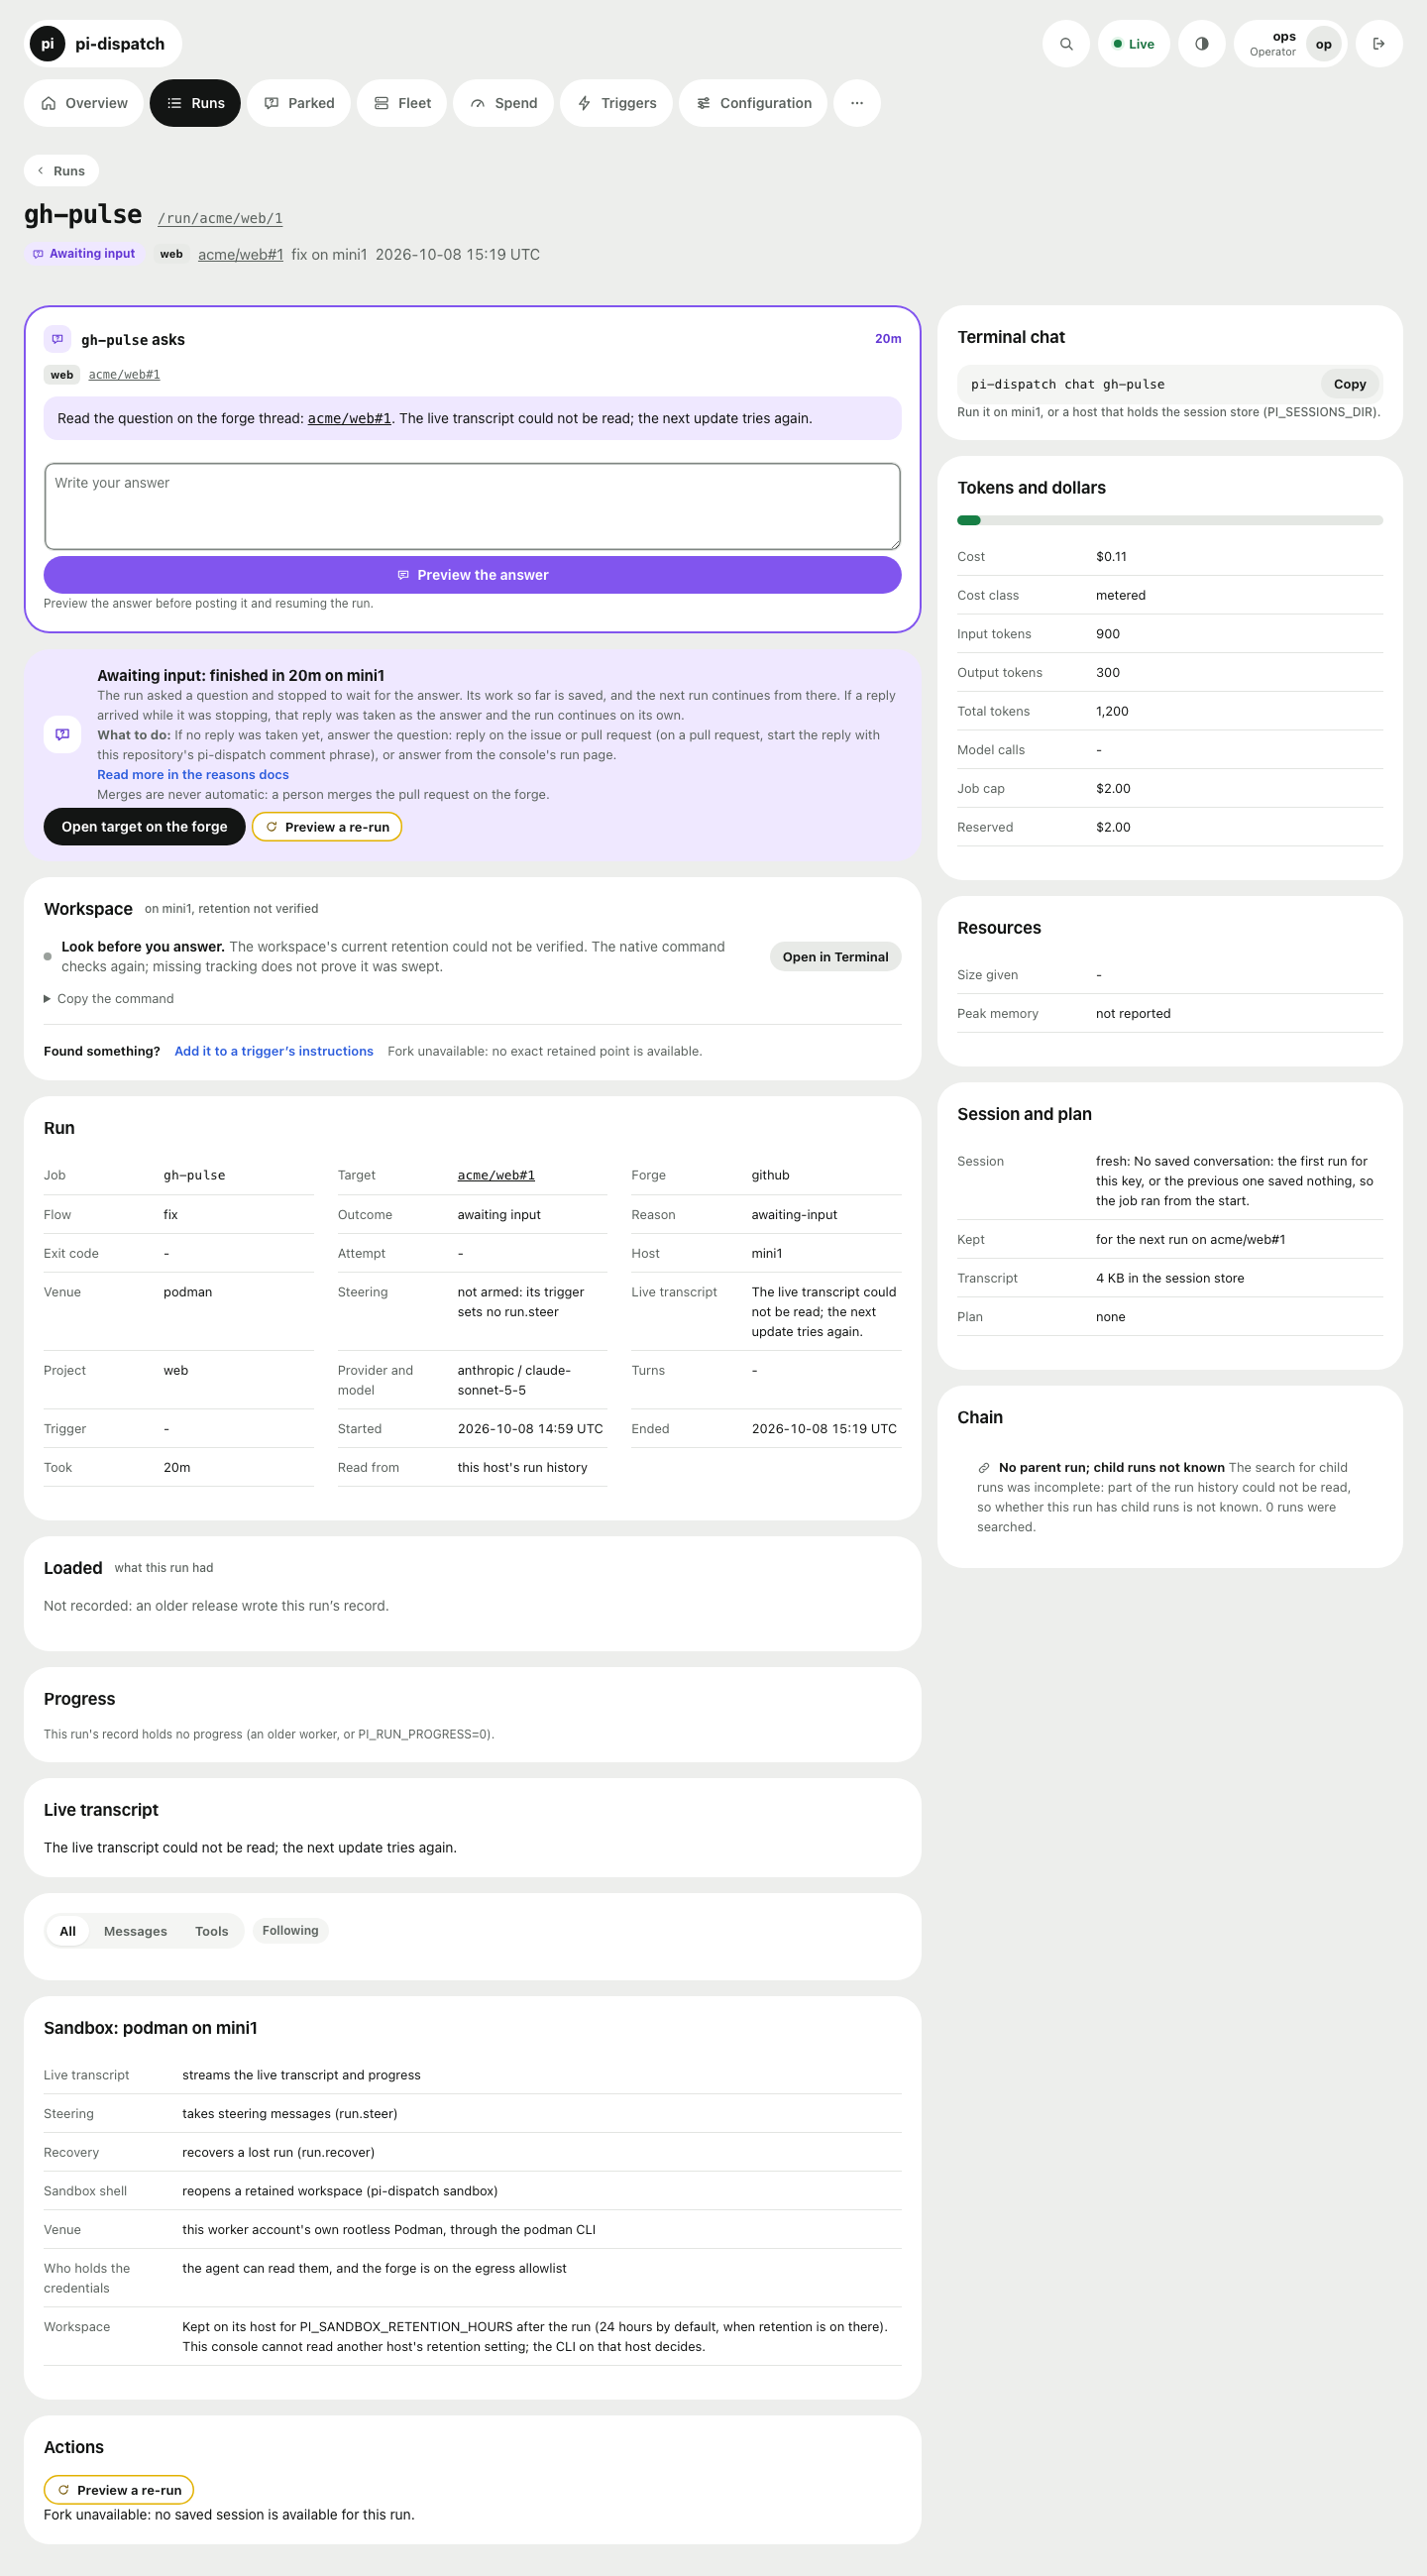 pi pi-dispatch
Live
ops
Operator
op
Overview Runs Parked Fleet Spend Triggers Configuration ...
Runs
gh-pulse /run/acme/web/1
Awaiting input web acme/web#1 fix on mini1 2026-10-08 15:19 UTC
gh-pulse asks 20m
web acme/web#1
Read the question on the forge thread: acme/web#1. The live transcript could not be read; the next update tries again.
Write your answer
Preview the answer
Preview the answer before posting it and resuming the run.
Awaiting input: finished in 20m on mini1
The run asked a question and stopped to wait for the answer. Its work so far is saved, and the next run continues from there. If a reply
arrived while it was stopping, that reply was taken as the answer and the run continues on its own.
What to do: If no reply was taken yet, answer the question: reply on the issue or pull request (on a pull request, start the reply with
this repository's pi-dispatch comment phrase), or answer from the console's run page.
Read more in the reasons docs
Merges are never automatic: a person merges the pull request on the forge.
Open target on the forge Preview a re-run
Workspace on mini1, retention not verified
Look before you answer. The workspace's current retention could not be verified. The native command
checks again; missing tracking does not prove it was swept.
Open in Terminal
Copy the command
Found something? Add it to a trigger's instructions Fork unavailable: no exact retained point is available.
Run
Job gh-pulse Target acme/web#1 Forge github
Flow fix Outcome awaiting input Reason awaiting-input
Exit code - Attempt - Host mini1
Venue podman Steering not armed: its trigger
sets no run.steer
Live transcript The live transcript could
not be read; the next
update tries again.
Project web Provider and
model
anthropic / claude-
sonnet-5-5
Turns -
Trigger - Started 2026-10-08 14:59 UTC Ended 2026-10-08 15:19 UTC
Took 20m Read from this host's run history
Loaded what this run had
Not recorded: an older release wrote this run's record.
Progress
This run's record holds no progress (an older worker, or PI_RUN_PROGRESS=0).
Live transcript
The live transcript could not be read; the next update tries again.
All Messages Tools Following
Sandbox: podman on mini1
Live transcript streams the live transcript and progress
Steering takes steering messages (run.steer)
Recovery recovers a lost run (run.recover)
Sandbox shell reopens a retained workspace (pi-dispatch sandbox)
Venue this worker account's own rootless Podman, through the podman CLI
Who holds the
credentials
the agent can read them, and the forge is on the egress allowlist
Workspace Kept on its host for PI_SANDBOX_RETENTION_HOURS after the run (24 hours by default, when retention is on there).
This console cannot read another host's retention setting; the CLI on that host decides.
Actions
Preview a re-run
Fork unavailable: no saved session is available for this run.
Terminal chat
pi-dispatch chat gh-pulse Copy
Run it on mini1, or a host that holds the session store (PI_SESSIONS_DIR).
Tokens and dollars
Cost $0.11
Cost class metered
Input tokens 900
Output tokens 300
Total tokens 1,200
Model calls -
Job cap $2.00
Reserved $2.00
Resources
Size given -
Peak memory not reported
Session and plan
Session fresh: No saved conversation: the first run for
this key, or the previous one saved nothing, so
the job ran from the start.
Kept for the next run on acme/web#1
Transcript 4 KB in the session store
Plan none
Chain
No parent run; child runs not known The search for child
runs was incomplete: part of the run history could not be read,
so whether this run has child runs is not known. 0 runs were
searched.